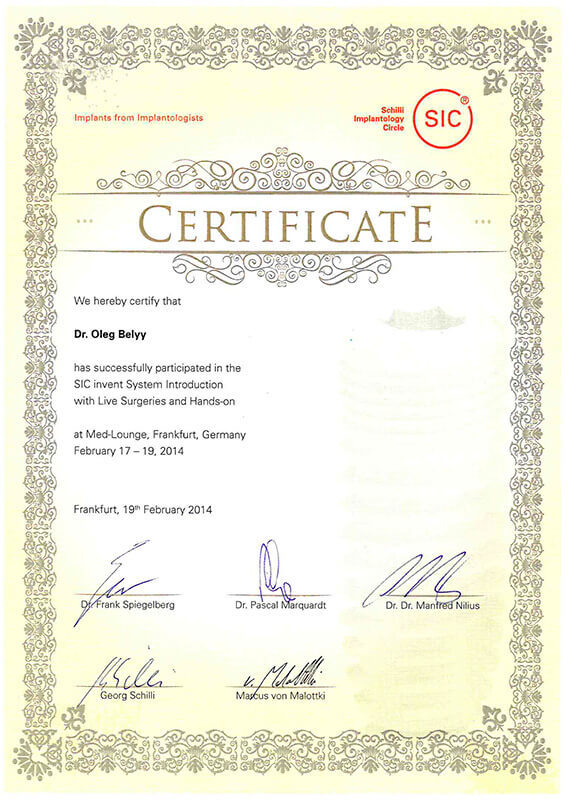 Implants from Implantologists
Schilli
Implantology
Circle
SIC®
CERTIFICATE
We hereby certify that
Dr. Oleg Belyy
has successfully participated in the
SIC invent System Introduction
with Live Surgeries and Hands-on
at Med-Lounge, Frankfurt, Germany
February 17 – 19, 2014
Frankfurt, 19th February 2014
Dr. Frank Spiegelberg
Dr. Pascal Marquardt
Dr. Dr. Manfred Nilius
Georg Schilli
Marcus von Malottki